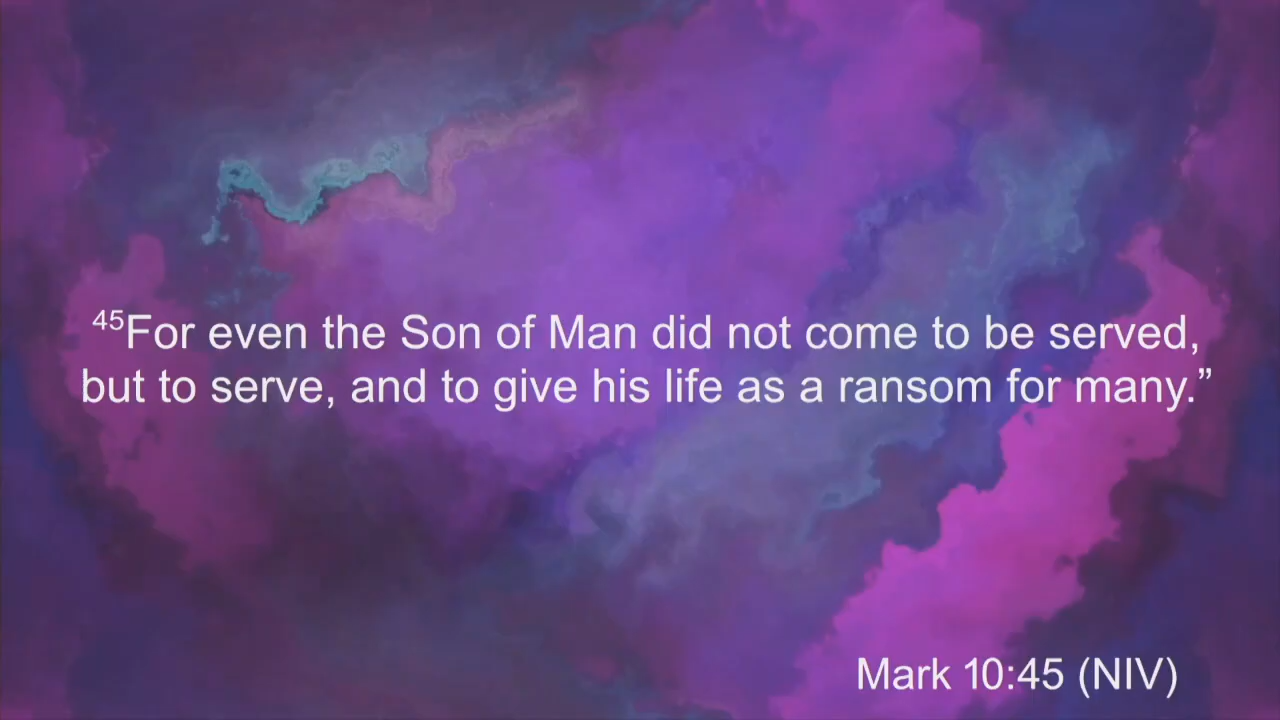 45For even the Son of Man did not come to be served,
but to serve, and to give his life as a ransom for many.”
Mark 10:45 (NIV)